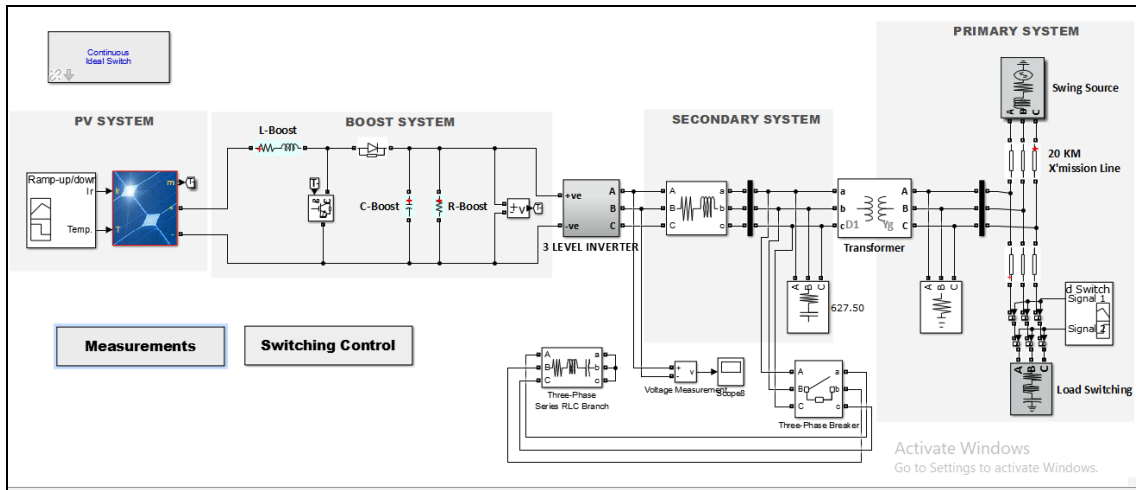 Continuous
Ideal Switch
PV SYSTEM
Ramp-up/down
Ir
Temp.
Ir
T
m
+
-
T
BOOST SYSTEM
L-Boost
T
C-Boost
R-Boost
+v
-
T
+ve
-ve
A
B
C
3 LEVEL INVERTER
SECONDARY SYSTEM
A
B
C
a
b
c
A B C
627.50
a
b
c
D1
Yg
A
B
C
Transformer
A B C
PRIMARY SYSTEM
Swing Source
A B C
20 KM
X'mission Line
d Switch
Signal 1
Signal 2
A B C
Load Switching
Measurements
Switching Control
A
B
C
a
b
c
Three-Phase
Series RLC Branch
+
-
v
Voltage Measurement
Scope8
A
B
C
a
b
c
Three-Phase Breaker
Activate Windows
Go to Settings to activate Windows.